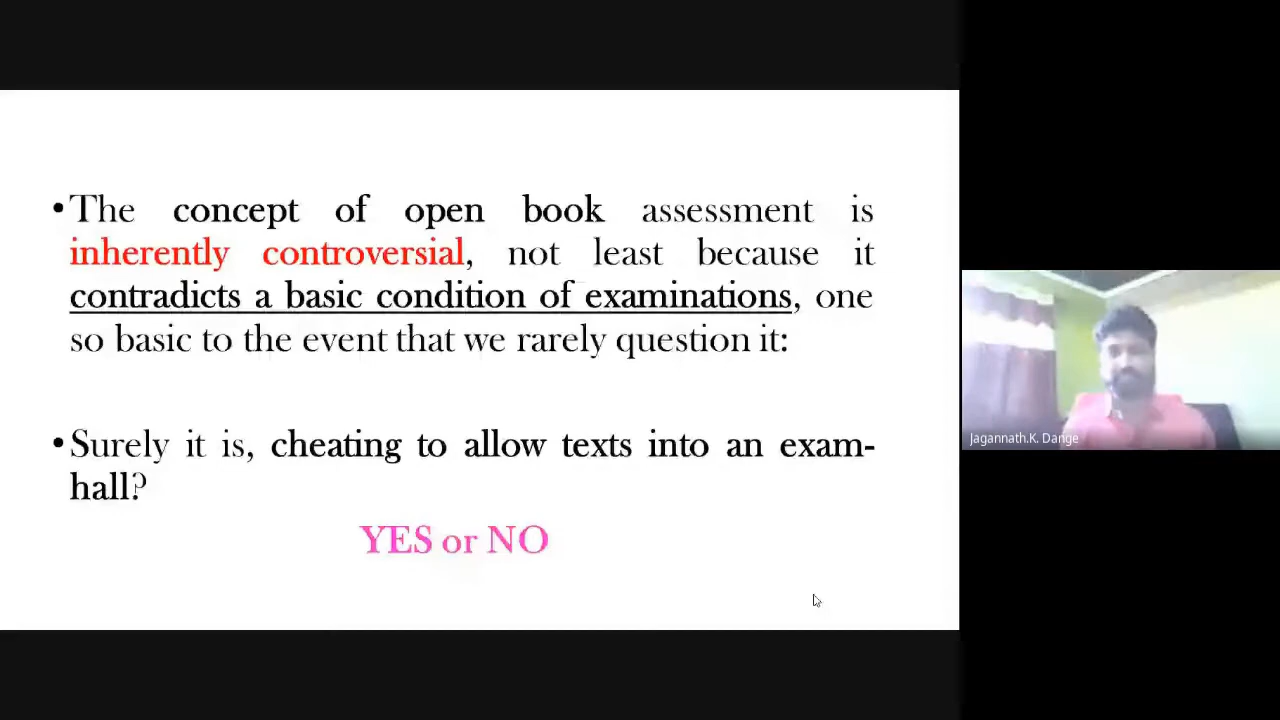 •The concept of open book assessment is
inherently controversial, not least because it
contradicts a basic condition of examinations, one
so basic to the event that we rarely question it:
•Surely it is, cheating to allow texts into an exam-
hall?
YES or NO
Jagannath.K. Dange